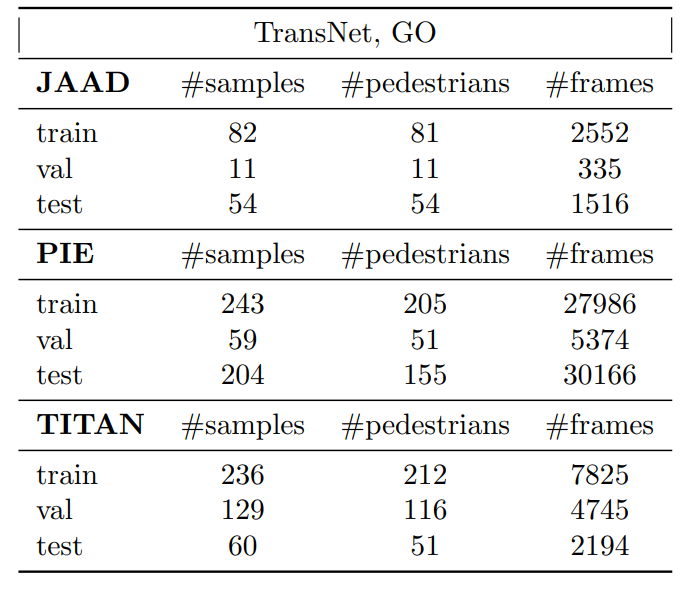 TransNet, GO
JAAD #samples #pedestrians #frames
train 82 81 2552
val 11 11 335
test 54 54 1516
PIE #samples #pedestrians #frames
train 243 205 27986
val 59 51 5374
test 204 155 30166
TITAN #samples #pedestrians #frames
train 236 212 7825
val 129 116 4745
test 60 51 2194